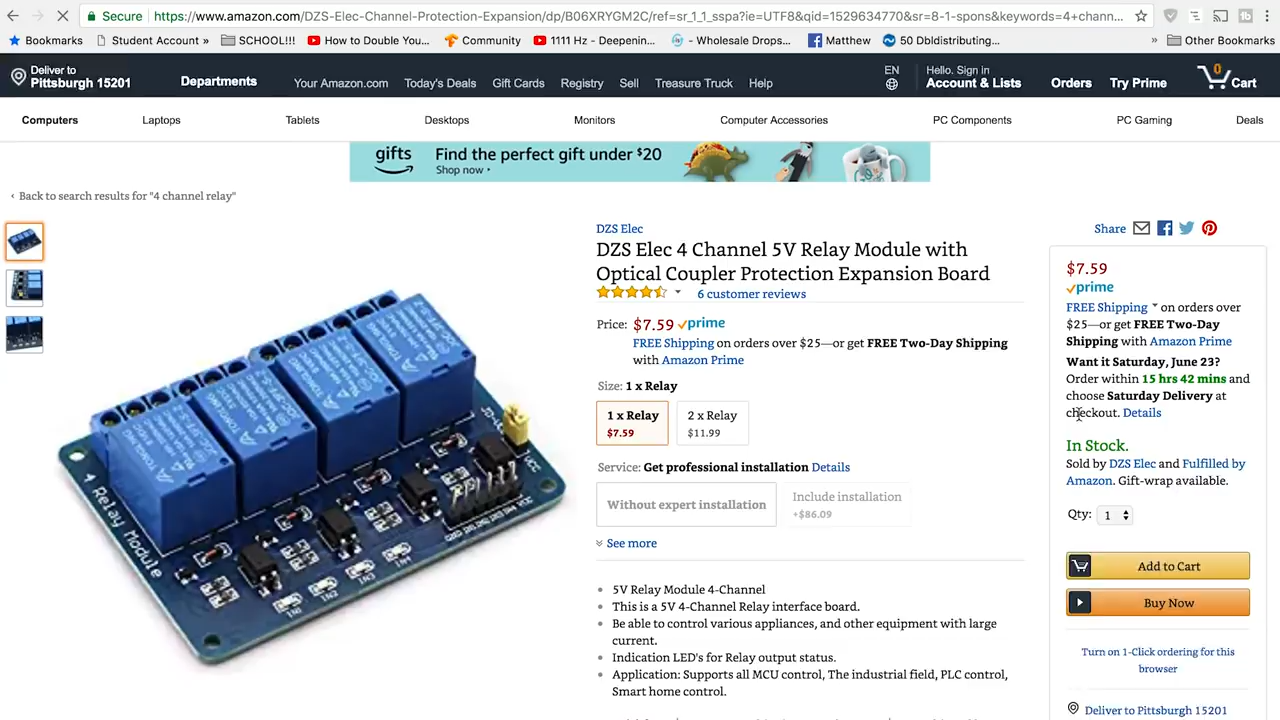 Secure https://www.amazon.com/DZS-Elec-Channel-Protection-Expansion/dp/B06XRYGM2C/ref=sr_1_1_sspa?ie=UTF8&qid=1529634770&sr=8-1-spons&keywords=4+chann...
Bookmarks Student Account » SCHOOL!!! How to Double You... Community 1111 Hz - Deepenin... - Wholesale Drops... Matthew 50 Dbldistributing... » Other Bookmarks
Deliver to
Pittsburgh 15201
Departments Your Amazon.com Today's Deals Gift Cards Registry Sell Treasure Truck Help
EN
Hello. Sign in
Account & Lists
Orders Try Prime
0
Cart
Computers Laptops Tablets Desktops Monitors Computer Accessories PC Components PC Gaming Deals
gifts Find the perfect gift under $20
Shop now
‹ Back to search results for "4 channel relay"
4 Relay Module
IN1 IN2 IN3 IN4
VCC
DZS Elec
DZS Elec 4 Channel 5V Relay Module with
Optical Coupler Protection Expansion Board
6 customer reviews
Price: $7.59 prime
FREE Shipping on orders over $25—or get FREE Two-Day Shipping
with Amazon Prime
Size: 1 x Relay
1 x Relay
$7.59
2 x Relay
$11.99
Service: Get professional installation Details
Without expert installation
Include installation
+$86.09
See more
5V Relay Module 4-Channel
This is a 5V 4-Channel Relay interface board.
Be able to control various appliances, and other equipment with large
current.
Indication LED's for Relay output status.
Application: Supports all MCU control, The industrial field, PLC control,
Smart home control.
Share
$7.59
prime
FREE Shipping on orders over
$25—or get FREE Two-Day
Shipping with Amazon Prime
Want it Saturday, June 23?
Order within 15 hrs 42 mins and
choose Saturday Delivery at
checkout. Details
In Stock.
Sold by DZS Elec and Fulfilled by
Amazon. Gift-wrap available.
Qty: 1
Add to Cart
Buy Now
Turn on 1-Click ordering for this
browser
Deliver to Pittsburgh 15201